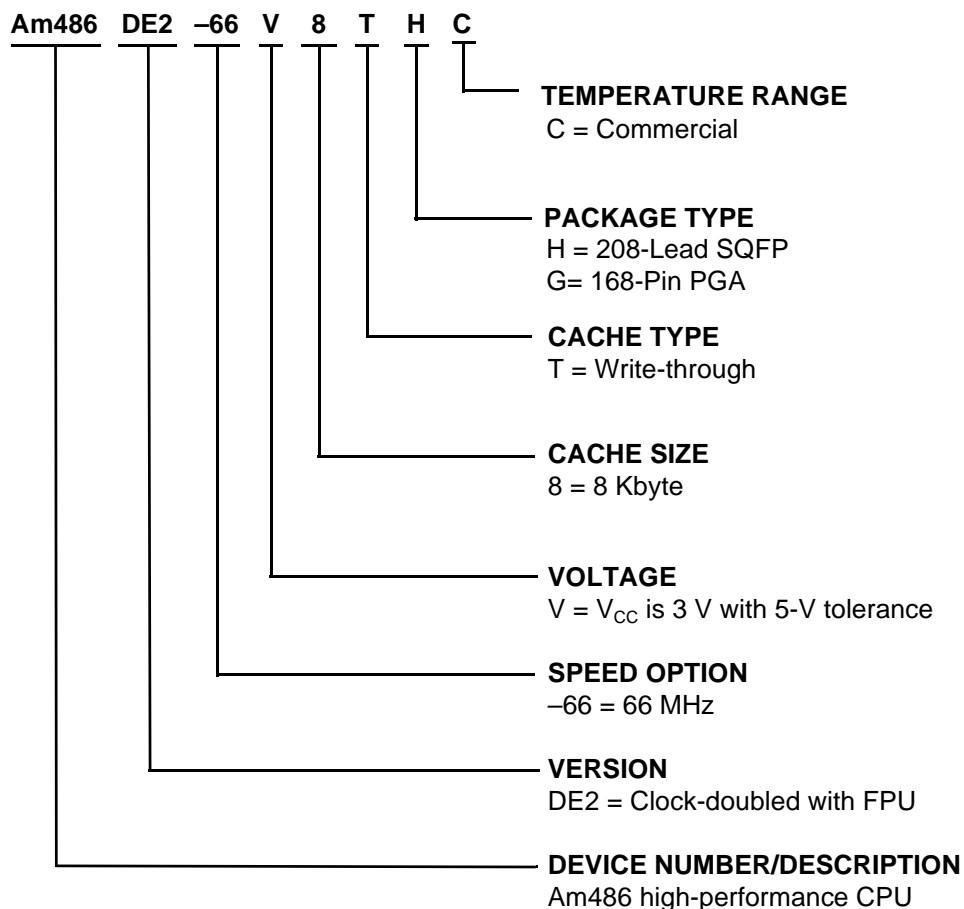 Am486 DE2 –66 V 8 T H C
TEMPERATURE RANGE
C = Commercial
PACKAGE TYPE
H = 208-Lead SQFP
G= 168-Pin PGA
CACHE TYPE
T = Write-through
CACHE SIZE
8 = 8 Kbyte
VOLTAGE
V = VCC is 3 V with 5-V tolerance
SPEED OPTION
–66 = 66 MHz
VERSION
DE2 = Clock-doubled with FPU
DEVICE NUMBER/DESCRIPTION
Am486 high-performance CPU